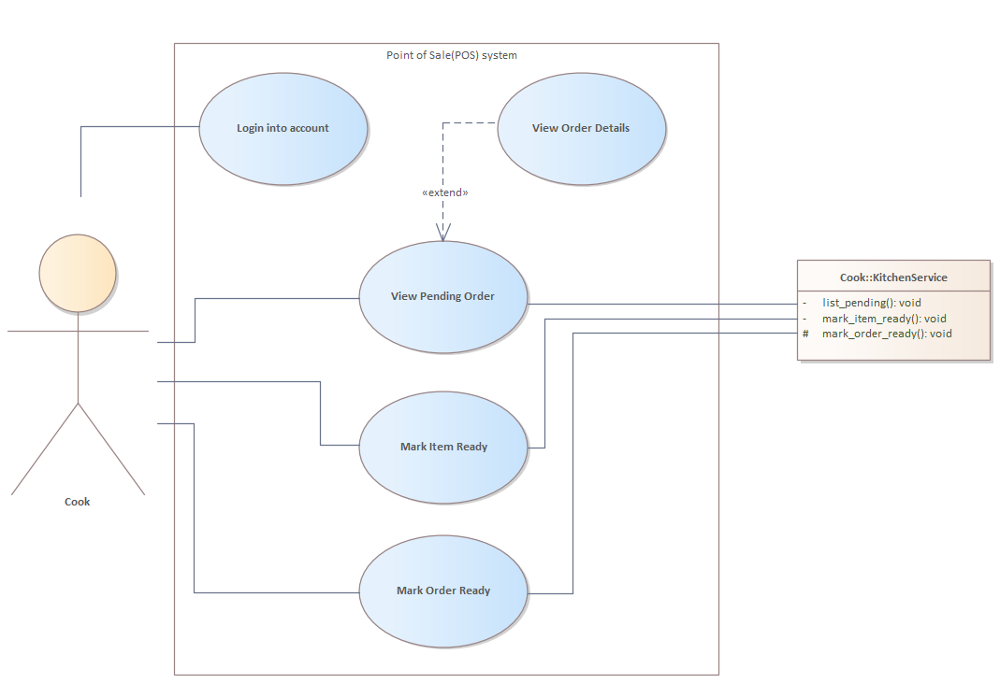 Point of Sale(POS) system
Login into account
View Order Details
«extend»
View Pending Order
Cook::KitchenService
- list_pending(): void
- mark_item_ready(): void
# mark_order_ready(): void
Mark Item Ready
Cook
Mark Order Ready